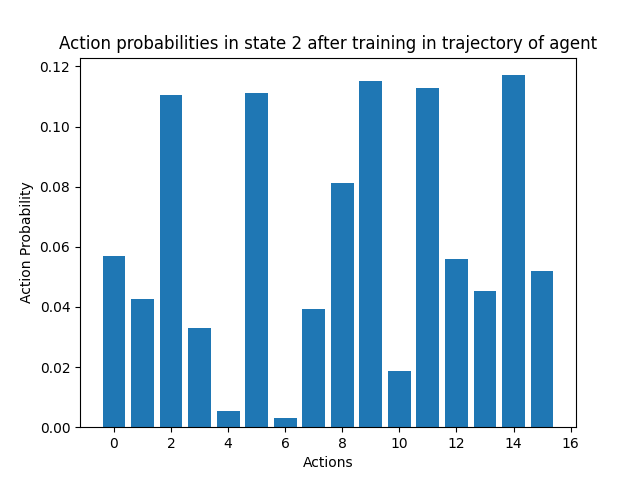 Action probabilities in state 2 after training in trajectory of agent
0.12
0.10
0.08
0.06
0.04
0.02
0.00
Action Probability
0 2 4 6 8 10 12 14 16
Actions